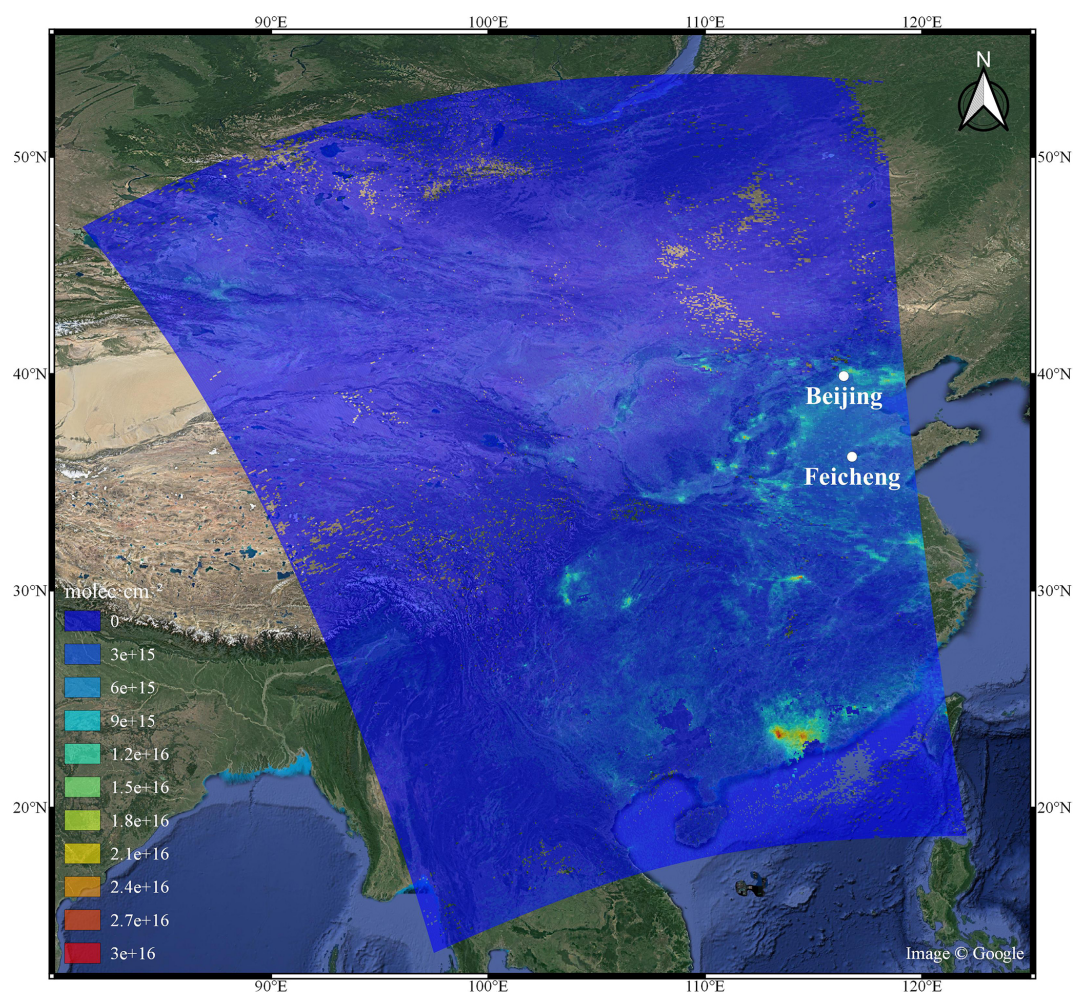 90°E 100°E 110°E 120°E
N
50°N 50°N
40°N 40°N
Beijing
Feicheng
30°N 30°N
molec cm⁻²
0
3e+15
6e+15
9e+15
1.2e+16
1.5e+16
1.8e+16
20°N 20°N
2.1e+16
2.4e+16
2.7e+16
3e+16
Image © Google
90°E 100°E 110°E 120°E